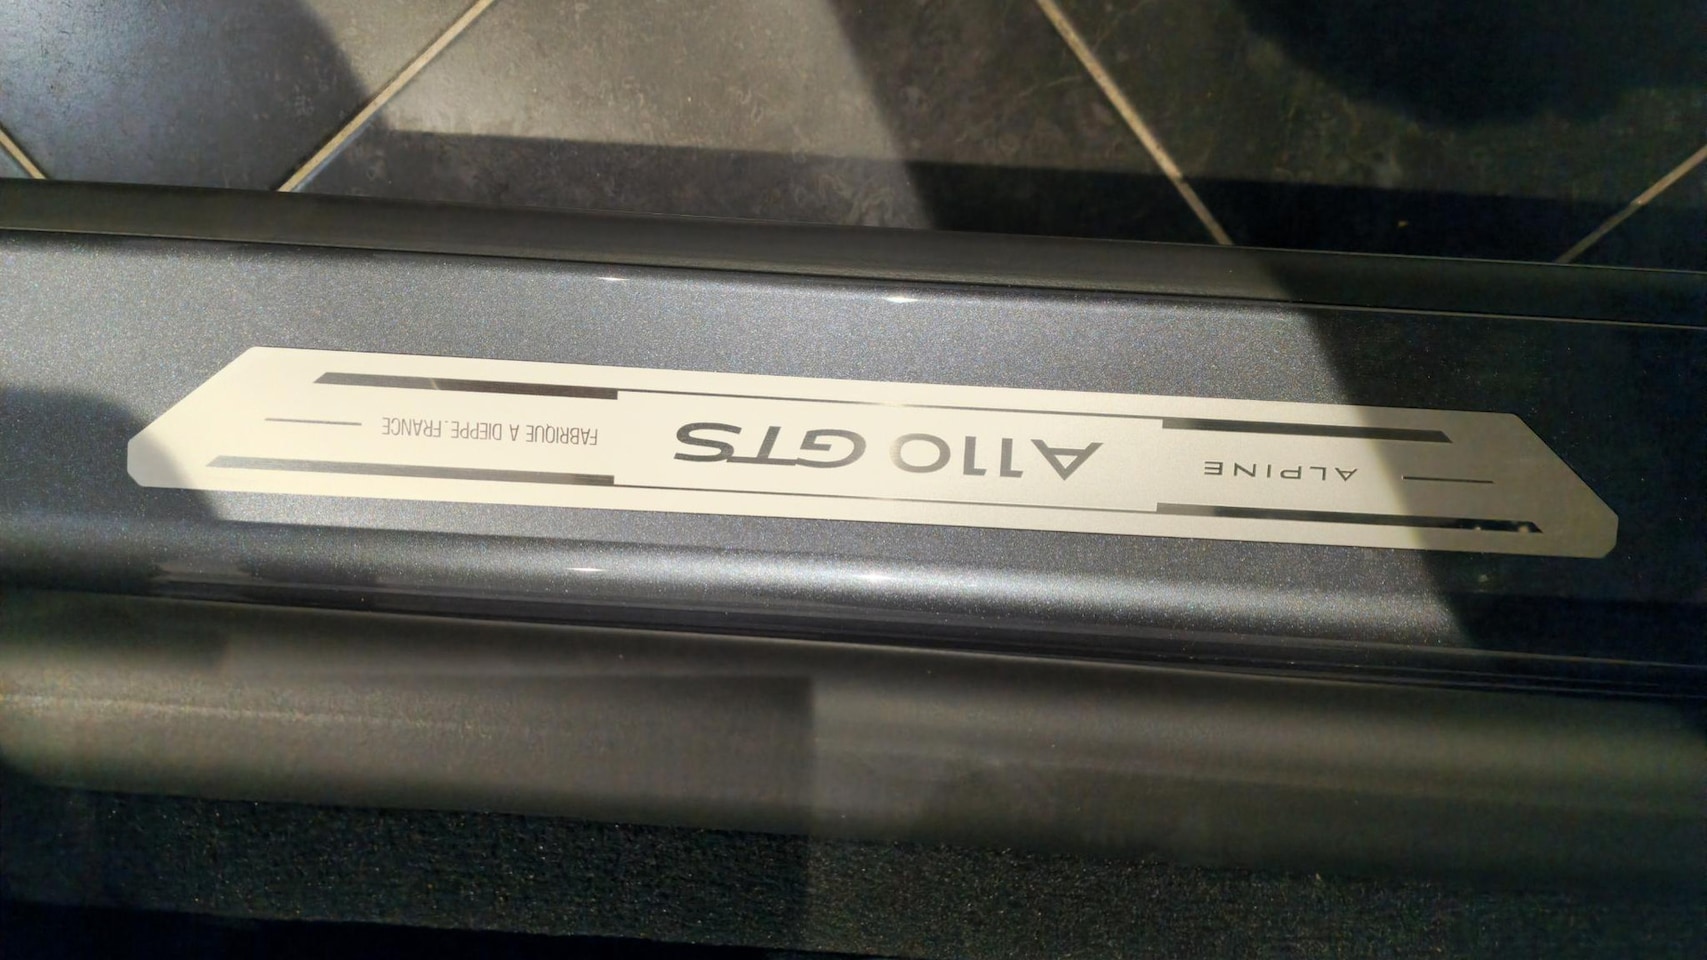 ALPINE
A110 GTS
FABRIQUE A DIEPPE. FRANCE